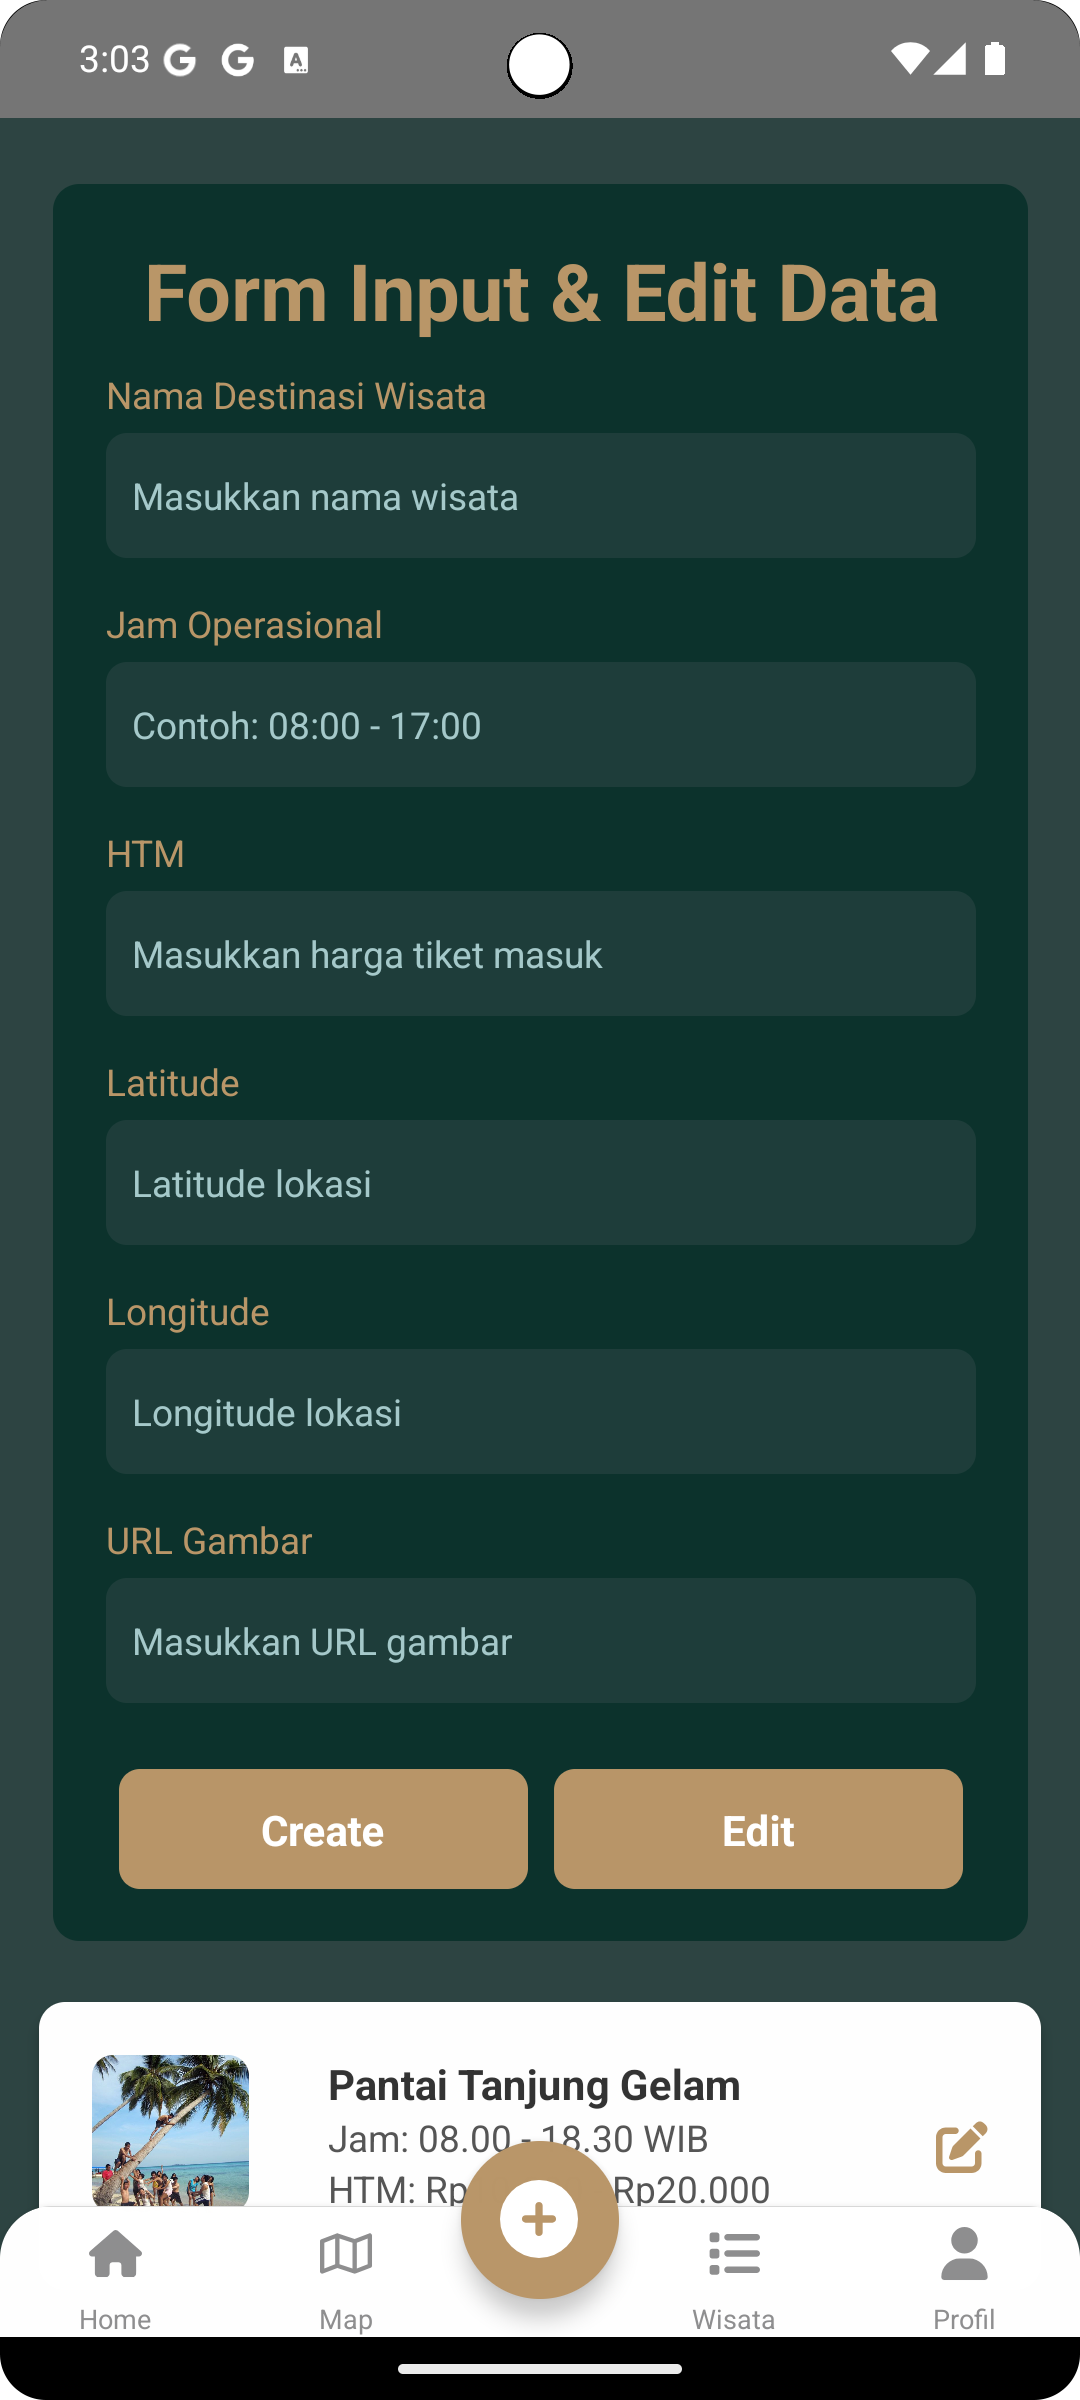 3:03
Form Input & Edit Data
Nama Destinasi Wisata
Masukkan nama wisata
Jam Operasional
Contoh: 08:00 - 17:00
HTM
Masukkan harga tiket masuk
Latitude
Latitude lokasi
Longitude
Longitude lokasi
URL Gambar
Masukkan URL gambar
Create Edit
Pantai Tanjung Gelam
Jam: 08.00 - 18.30 WIB
HTM: Rp Rp20.000
Home Map Wisata Profil